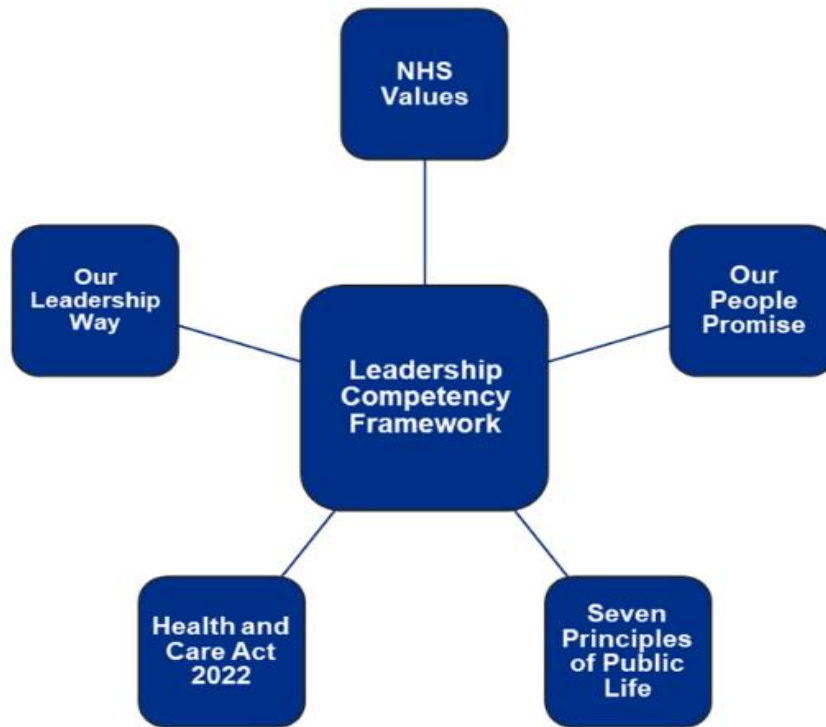 NHS
Values
Our
Leadership
Way
Our
People
Promise
Leadership
Competency
Framework
Health and
Care Act
2022
Seven
Principles
of Public
Life